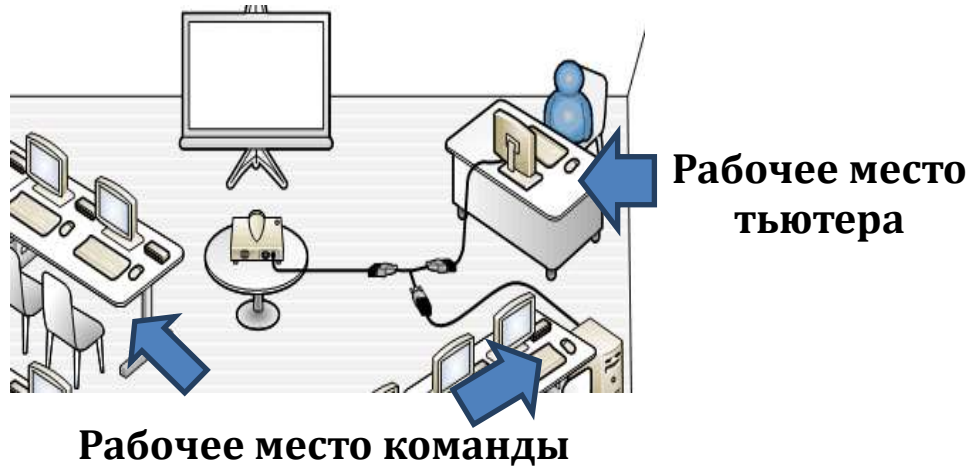 Рабочее место
тьютера
Рабочее место команды